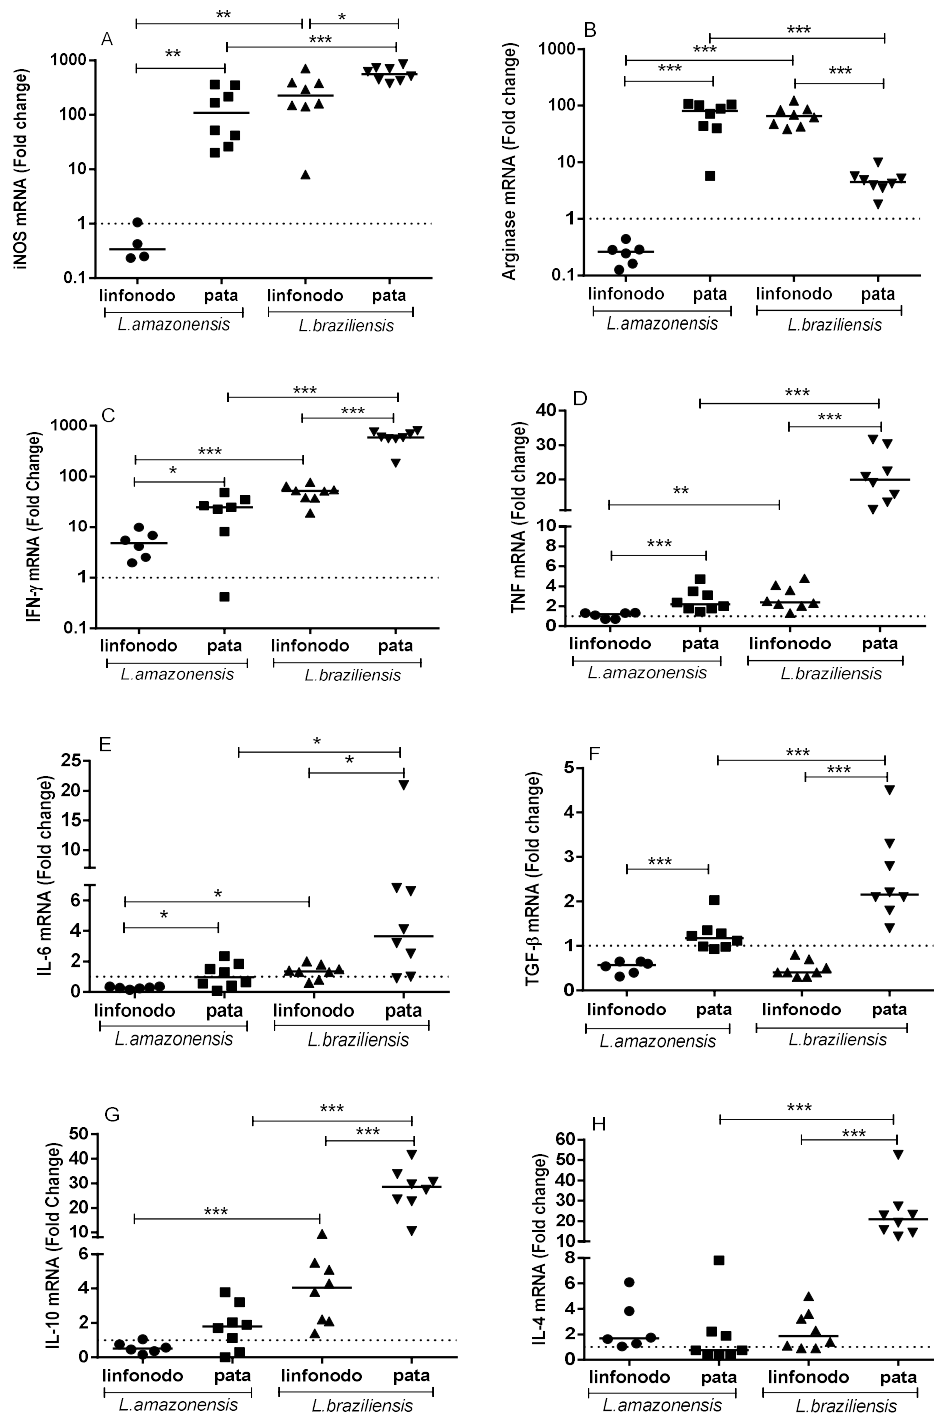 A
** *
***
**
iNOS mRNA (Fold change)
1000
100
10
1
0.1
linfonodo pata linfonodo pata
L.amazonensis L.braziliensis
B
***
***
*** ***
Arginase mRNA (Fold change)
1000
100
10
1
0.1
linfonodo pata linfonodo pata
L.amazonensis L.braziliensis
C
***
***
***
*
IFN-γ mRNA (Fold Change)
1000
100
10
1
0.1
linfonodo pata linfonodo pata
L.amazonensis L.braziliensis
D
***
***
**
***
TNF mRNA (Fold change)
40
30
20
10
8
6
4
2
0
linfonodo pata linfonodo pata
L.amazonensis L.braziliensis
E
*
*
*
*
IL-6 mRNA (Fold change)
25
20
15
10
6
4
2
0
linfonodo pata linfonodo pata
L.amazonensis L.braziliensis
F
***
***
***
TGF-β mRNA (Fold change)
5
4
3
2
1
0
linfonodo pata linfonodo pata
L.amazonensis L.braziliensis
G
***
***
***
IL-10 mRNA (Fold Change)
50
40
30
20
10
6
4
2
0
linfonodo pata linfonodo pata
L.amazonensis L.braziliensis
H
***
***
IL-4 mRNA (Fold change)
60
50
40
30
20
10
8
6
4
2
0
linfonodo pata linfonodo pata
L.amazonensis L.braziliensis